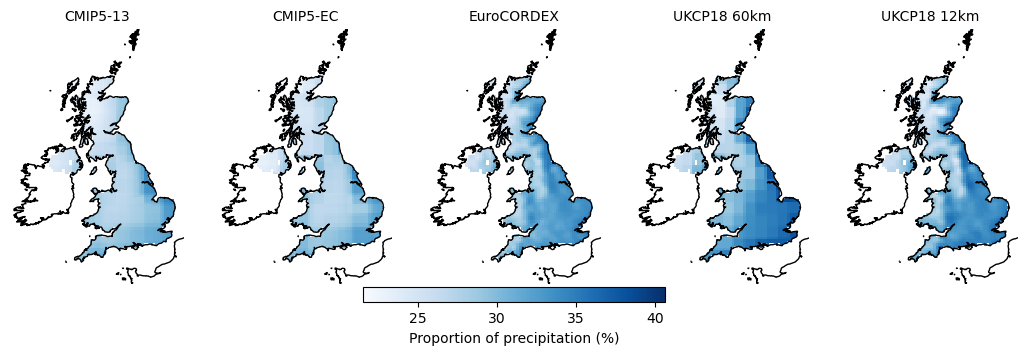 CMIP5-13 CMIP5-EC EuroCORDEX UKCP18 60km UKCP18 12km
25 30 35 40
Proportion of precipitation (%)